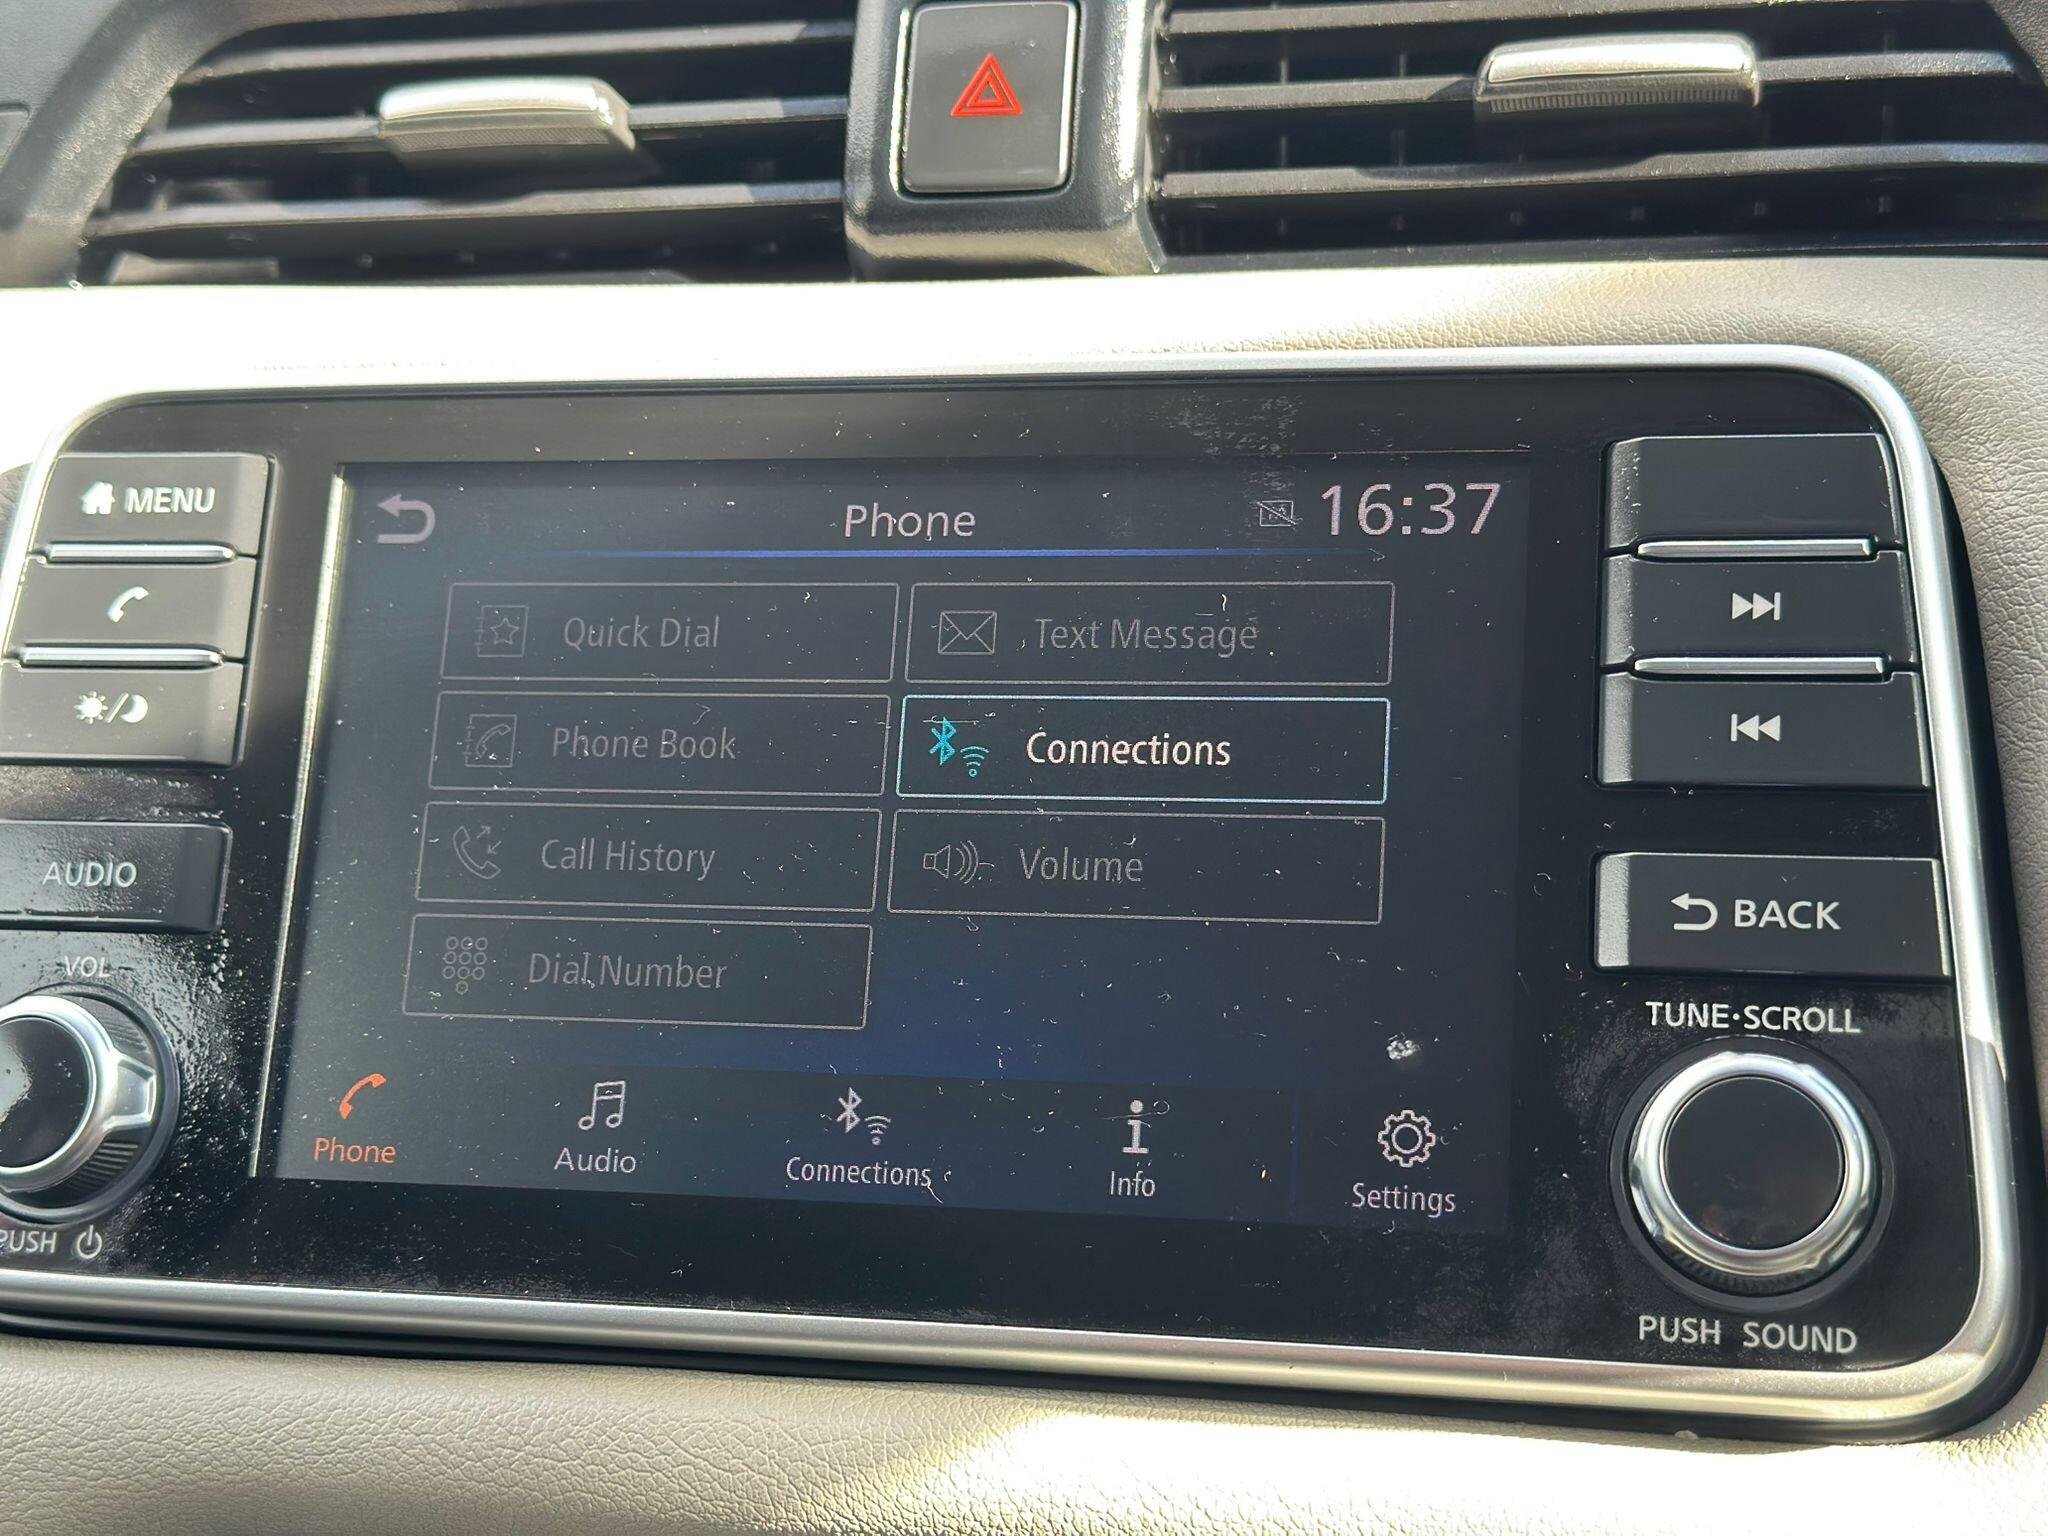 MENU
Phone
16:37
Quick Dial
Text Message
Phone Book
Connections
Call History
Volume
Dial Number
Phone
Audio
Connections
Info
Settings
AUDIO
VOL
PUSH
BACK
TUNE·SCROLL
PUSH SOUND